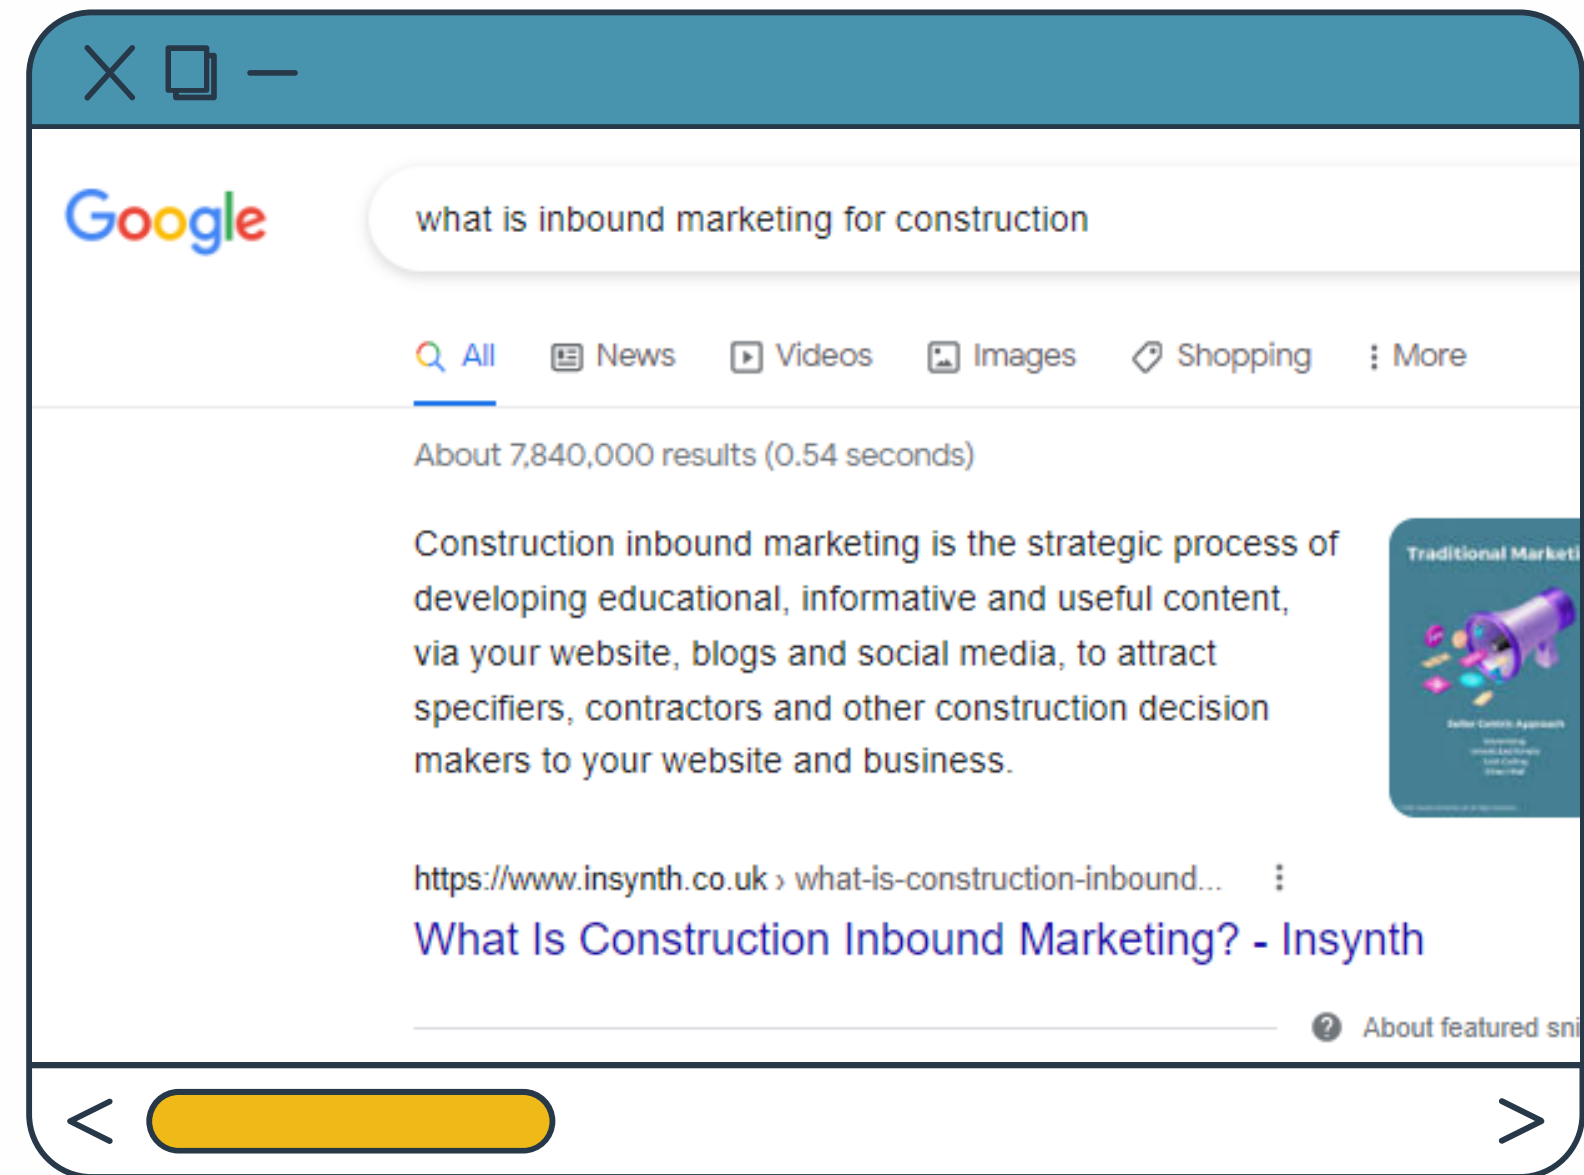 Google
what is inbound marketing for construction
All News Videos Images Shopping More
About 7,840,000 results (0.54 seconds)
Construction inbound marketing is the strategic process of
developing educational, informative and useful content,
via your website, blogs and social media, to attract
specifiers, contractors and other construction decision
makers to your website and business.
Traditional Marketi
Seller Centric Approach
https://www.insynth.co.uk › what-is-construction-inbound...
What Is Construction Inbound Marketing? - Insynth
About featured sni